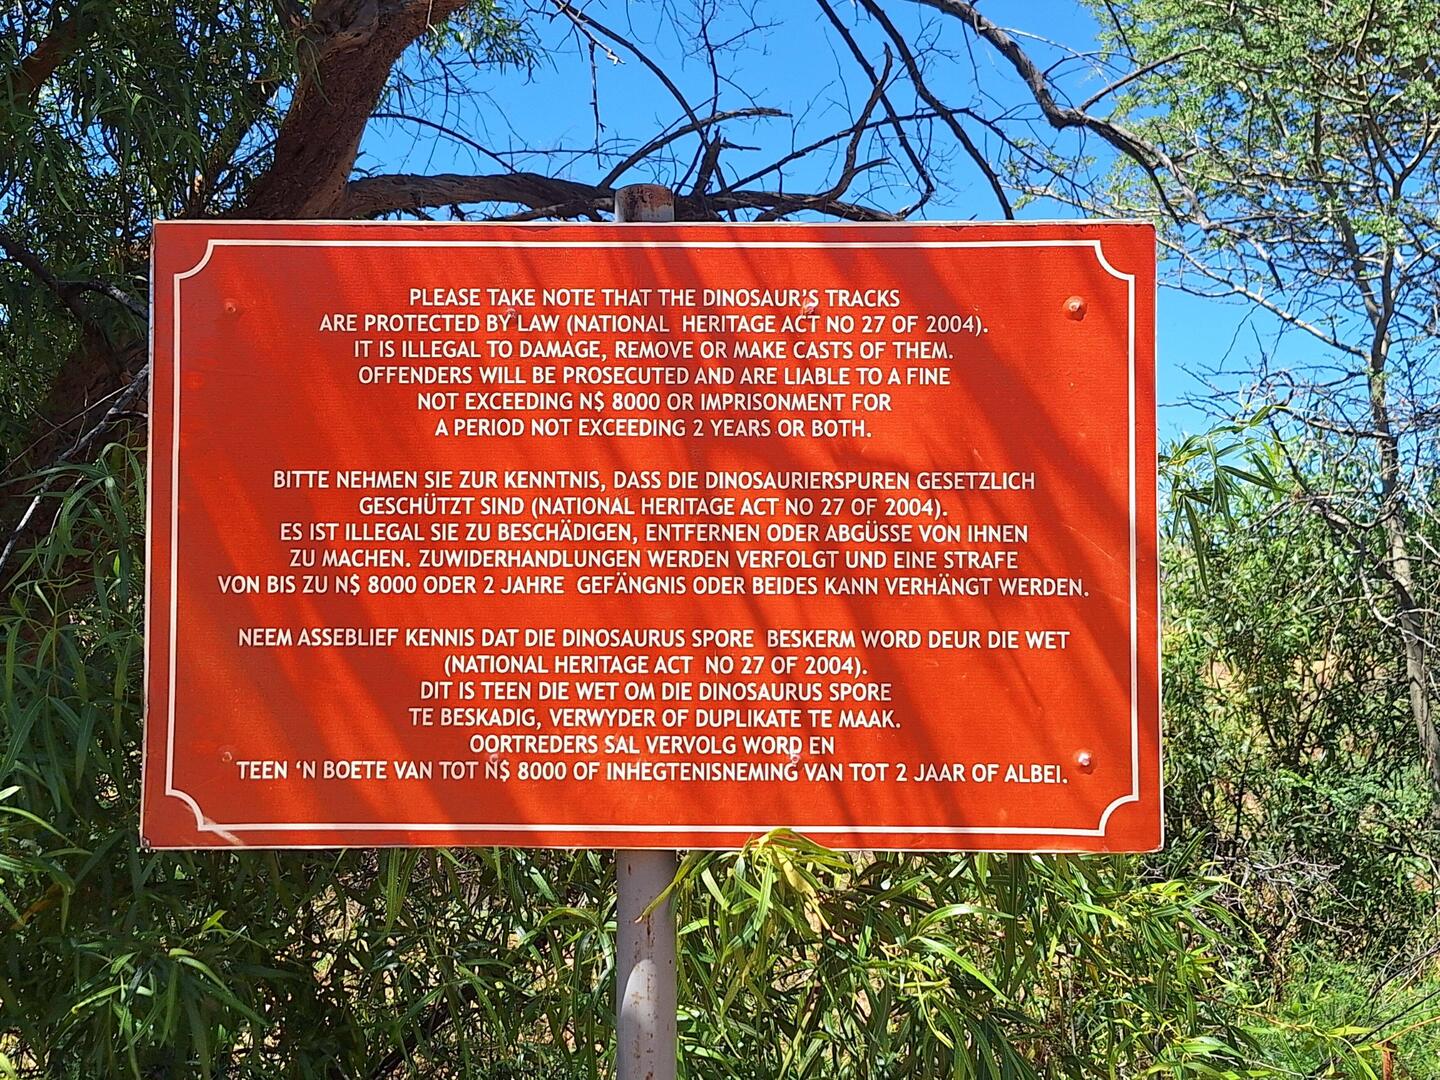 PLEASE TAKE NOTE THAT THE DINOSAUR'S TRACKS
ARE PROTECTED BY LAW (NATIONAL HERITAGE ACT NO 27 OF 2004).
IT IS ILLEGAL TO DAMAGE, REMOVE OR MAKE CASTS OF THEM.
OFFENDERS WILL BE PROSECUTED AND ARE LIABLE TO A FINE
NOT EXCEEDING N$ 8000 OR IMPRISONMENT FOR
A PERIOD NOT EXCEEDING 2 YEARS OR BOTH.
BITTE NEHMEN SIE ZUR KENNTNIS, DASS DIE DINOSAURIERSPUREN GESETZLICH
GESCHÜTZT SIND (NATIONAL HERITAGE ACT NO 27 OF 2004).
ES IST ILLEGAL SIE ZU BESCHÄDIGEN, ENTFERNEN ODER ABGÜSSE VON IHNEN
ZU MACHEN. ZUWIDERHANDLUNGEN WERDEN VERFOLGT UND EINE STRAFE
VON BIS ZU N$ 8000 ODER 2 JAHRE GEFÄNGNIS ODER BEIDES KANN VERHÄNGT WERDEN.
NEEM ASSEBLIEF KENNIS DAT DIE DINOSAURUS SPORE BESKERM WORD DEUR DIE WET
(NATIONAL HERITAGE ACT NO 27 OF 2004).
DIT IS TEEN DIE WET OM DIE DINOSAURUS SPORE
TE BESKADIG, VERWYDER OF DUPLIKATE TE MAAK.
OORTREDERS SAL VERVOLG WORD EN
TEEN 'N BOETE VAN TOT N$ 8000 OF INHEGTENISNEMING VAN TOT 2 JAAR OF ALBEI.